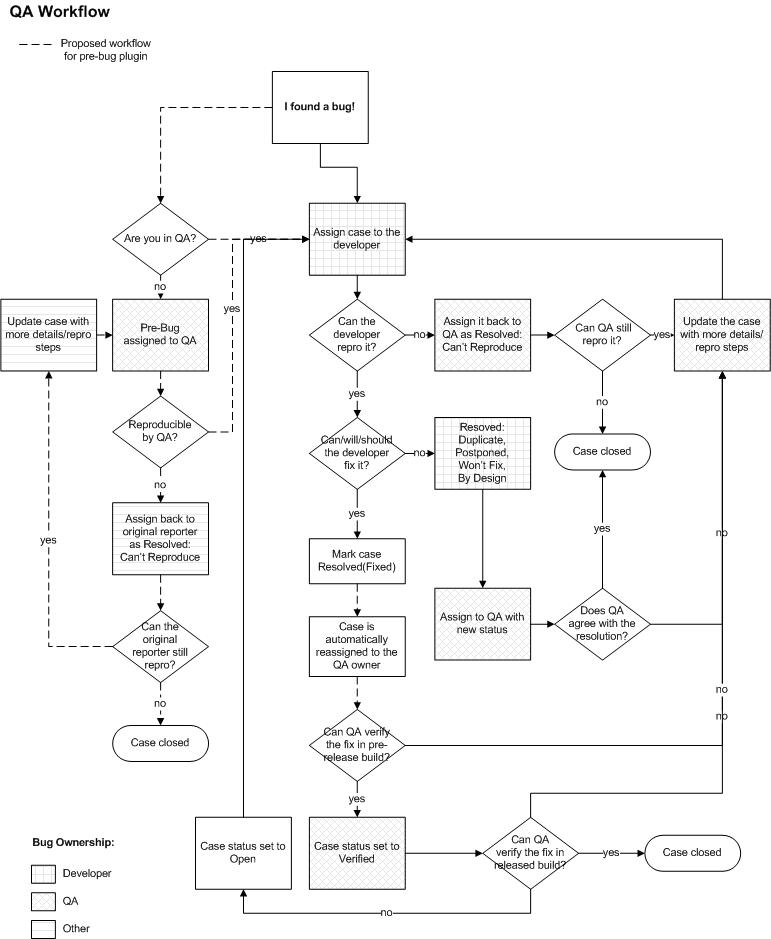 QA Workflow
Proposed workflow
for pre-bug plugin
I found a bug!
Are you in QA?
yes
Assign case to the
developer
no
yes
Update case with
more details/repro
steps
Pre-Bug
assigned to QA
Can the
developer
repro it?
no
Assign it back to
QA as Resolved:
Can't Reproduce
Can QA still
repro it?
yes
Update the case
with more details/
repro steps
yes
no
Reproducible
by QA?
Can/will/should
the developer
fix it?
no
Resoved:
Duplicate,
Postponed,
Won't Fix,
By Design
Case closed
no
yes
yes
no
Assign back to
original reporter
as Resolved:
Can't Reproduce
yes
Mark case
Resolved(Fixed)
Can the
original
reporter still
repro?
Case is
automatically
reassigned to the
QA owner
Assign to QA with
new status
Does QA
agree with the
resolution?
no
no
no
Case closed
Can QA verify
the fix in pre-
release build?
yes
Case status set to
Open
Case status set to
Verified
Can QA
verify the fix in
released build?
yes
Case closed
no
Bug Ownership:
Developer
QA
Other